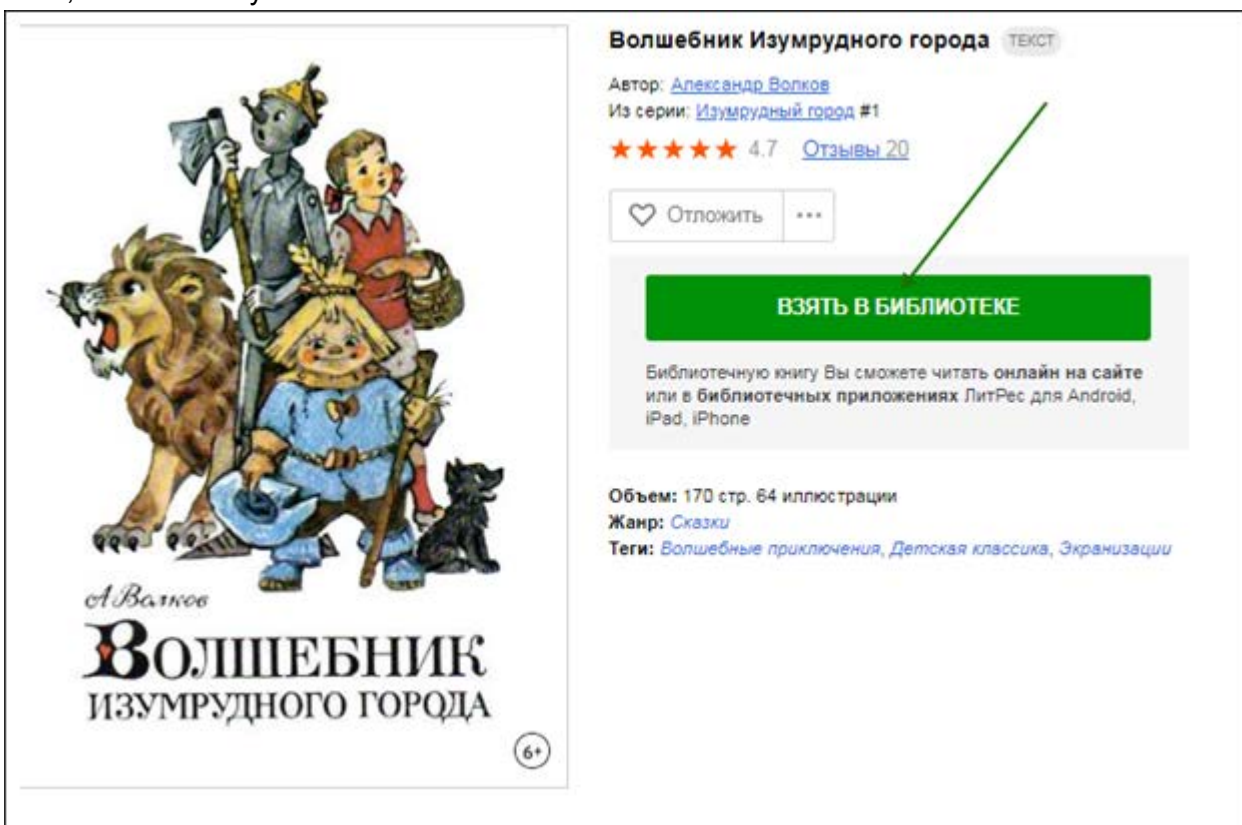 Волшебник Изумрудного города ТЕКСТ
Автор: Александр Волков
Из серии: Изумрудный город #1
4.7 Отзывы 20
Отложить ...
ВЗЯТЬ В БИБЛИОТЕКЕ
Библиотечную книгу Вы сможете читать онлайн на сайте
или в библиотечных приложениях ЛитРес для Android,
iPad, iPhone
Объем: 170 стр. 64 иллюстрации
Жанр: Сказки
Теги: Волшебные приключения, Детская классика, Экранизации
А Волков
ВОЛШЕБНИК
ИЗУМРУДНОГО ГОРОДА
6+